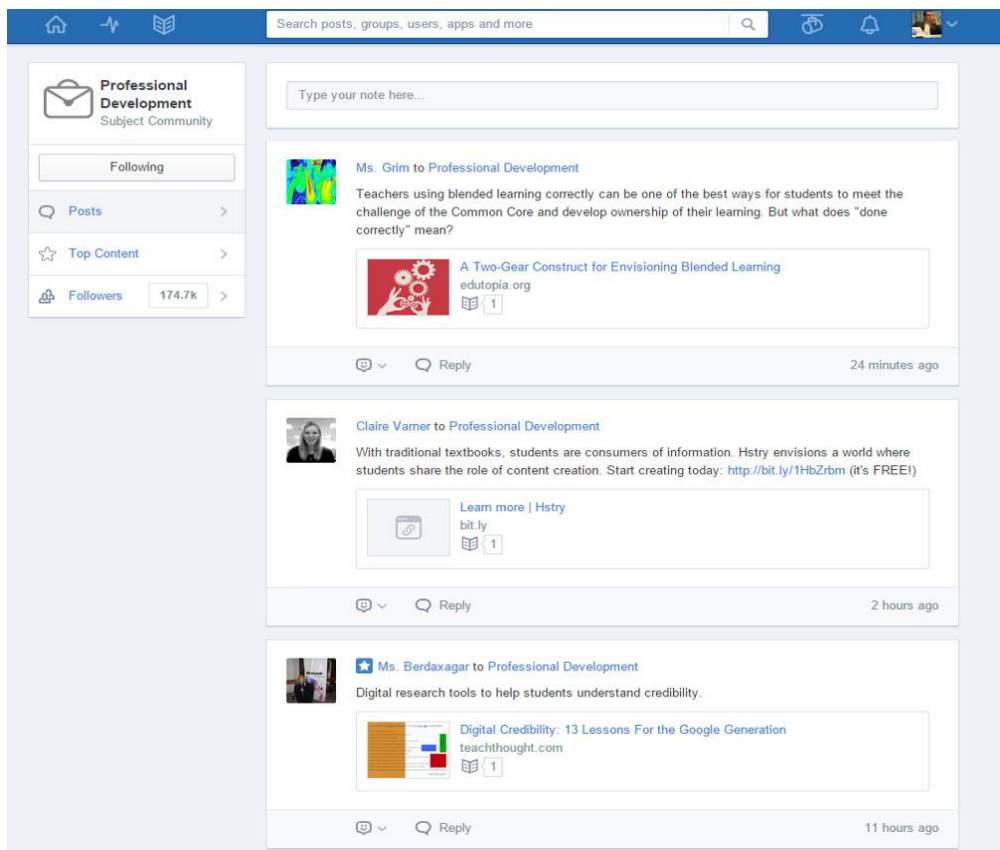 Search posts, groups, users, apps and more
Professional
Development
Subject Community
Following
Posts
Top Content
Followers 174.7k
Type your note here...
Ms. Grim to Professional Development
Teachers using blended learning correctly can be one of the best ways for students to meet the
challenge of the Common Core and develop ownership of their learning. But what does "done
correctly" mean?
A Two-Gear Construct for Envisioning Blended Learning
edutopia.org
1
Reply
24 minutes ago
Claire Varner to Professional Development
With traditional textbooks, students are consumers of information. Hstry envisions a world where
students share the role of content creation. Start creating today: http://bit.ly/1HbZrbm (it's FREE!)
Learn more | Hstry
bit.ly
1
Reply
2 hours ago
Ms. Berdaxagar to Professional Development
Digital research tools to help students understand credibility.
Digital Credibility: 13 Lessons For the Google Generation
teachthought.com
1
Reply
11 hours ago